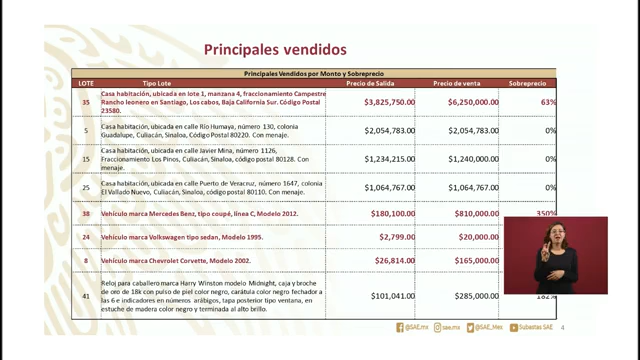 Principales vendidos
Principales Vendidos por Monto y Sobreprecio
LOTE Tipo Lote Precio de Salida Precio de venta Sobreprecio
35 Casa habitación, ubicada en lote 1, manzana 4, fraccionamiento Campestre $3,825,750.00 $6,250,000.00 63%
Rancho leonero en Santiago, Los cabos, Baja California Sur. Código Postal
23580.
5 Casa habitación, ubicada en calle Río Humaya, número 130, colonia $2,054,783.00 $2,054,783.00 0%
Guadalupe, Culiacán, Sinaloa, Código Postal 80220. Con menaje.
15 Casa habitación, ubicada en calle Javier Mina, número 1126, $1,234,215.00 $1,240,000.00 0%
Fraccionamiento Los Pinos, Culiacán, Sinaloa, código postal 80128. Con
menaje.
25 Casa habitación, ubicada en calle Puerto de Veracruz, número 1647, colonia $1,064,767.00 $1,064,767.00 0%
El Vallado Nuevo, Culiacán, Sinaloa, código postal 80110. Con menaje.
38 Vehículo marca Mercedes Benz, tipo coupé, línea C, Modelo 2012. $180,100.00 $810,000.00 350%
24 Vehículo marca Volkswagen tipo sedan, Modelo 1995. $2,799.00 $20,000.00
8 Vehículo marca Chevrolet Corvette, Modelo 2002. $26,814.00 $165,000.00
41 Reloj para caballero marca Harry Winston modelo Midnight, caja y broche $101,041.00 $285,000.00 182%
de oro de 18k con pulso de piel color negro, carátula color negro fechador a
las 6 e indicadores en números arábigos, tapa posterior tipo ventana, en
estuche de madera color negro y terminada al alto brillo.
@SAE.mx sae.mx @SAE_Mex Subastas SAE 4